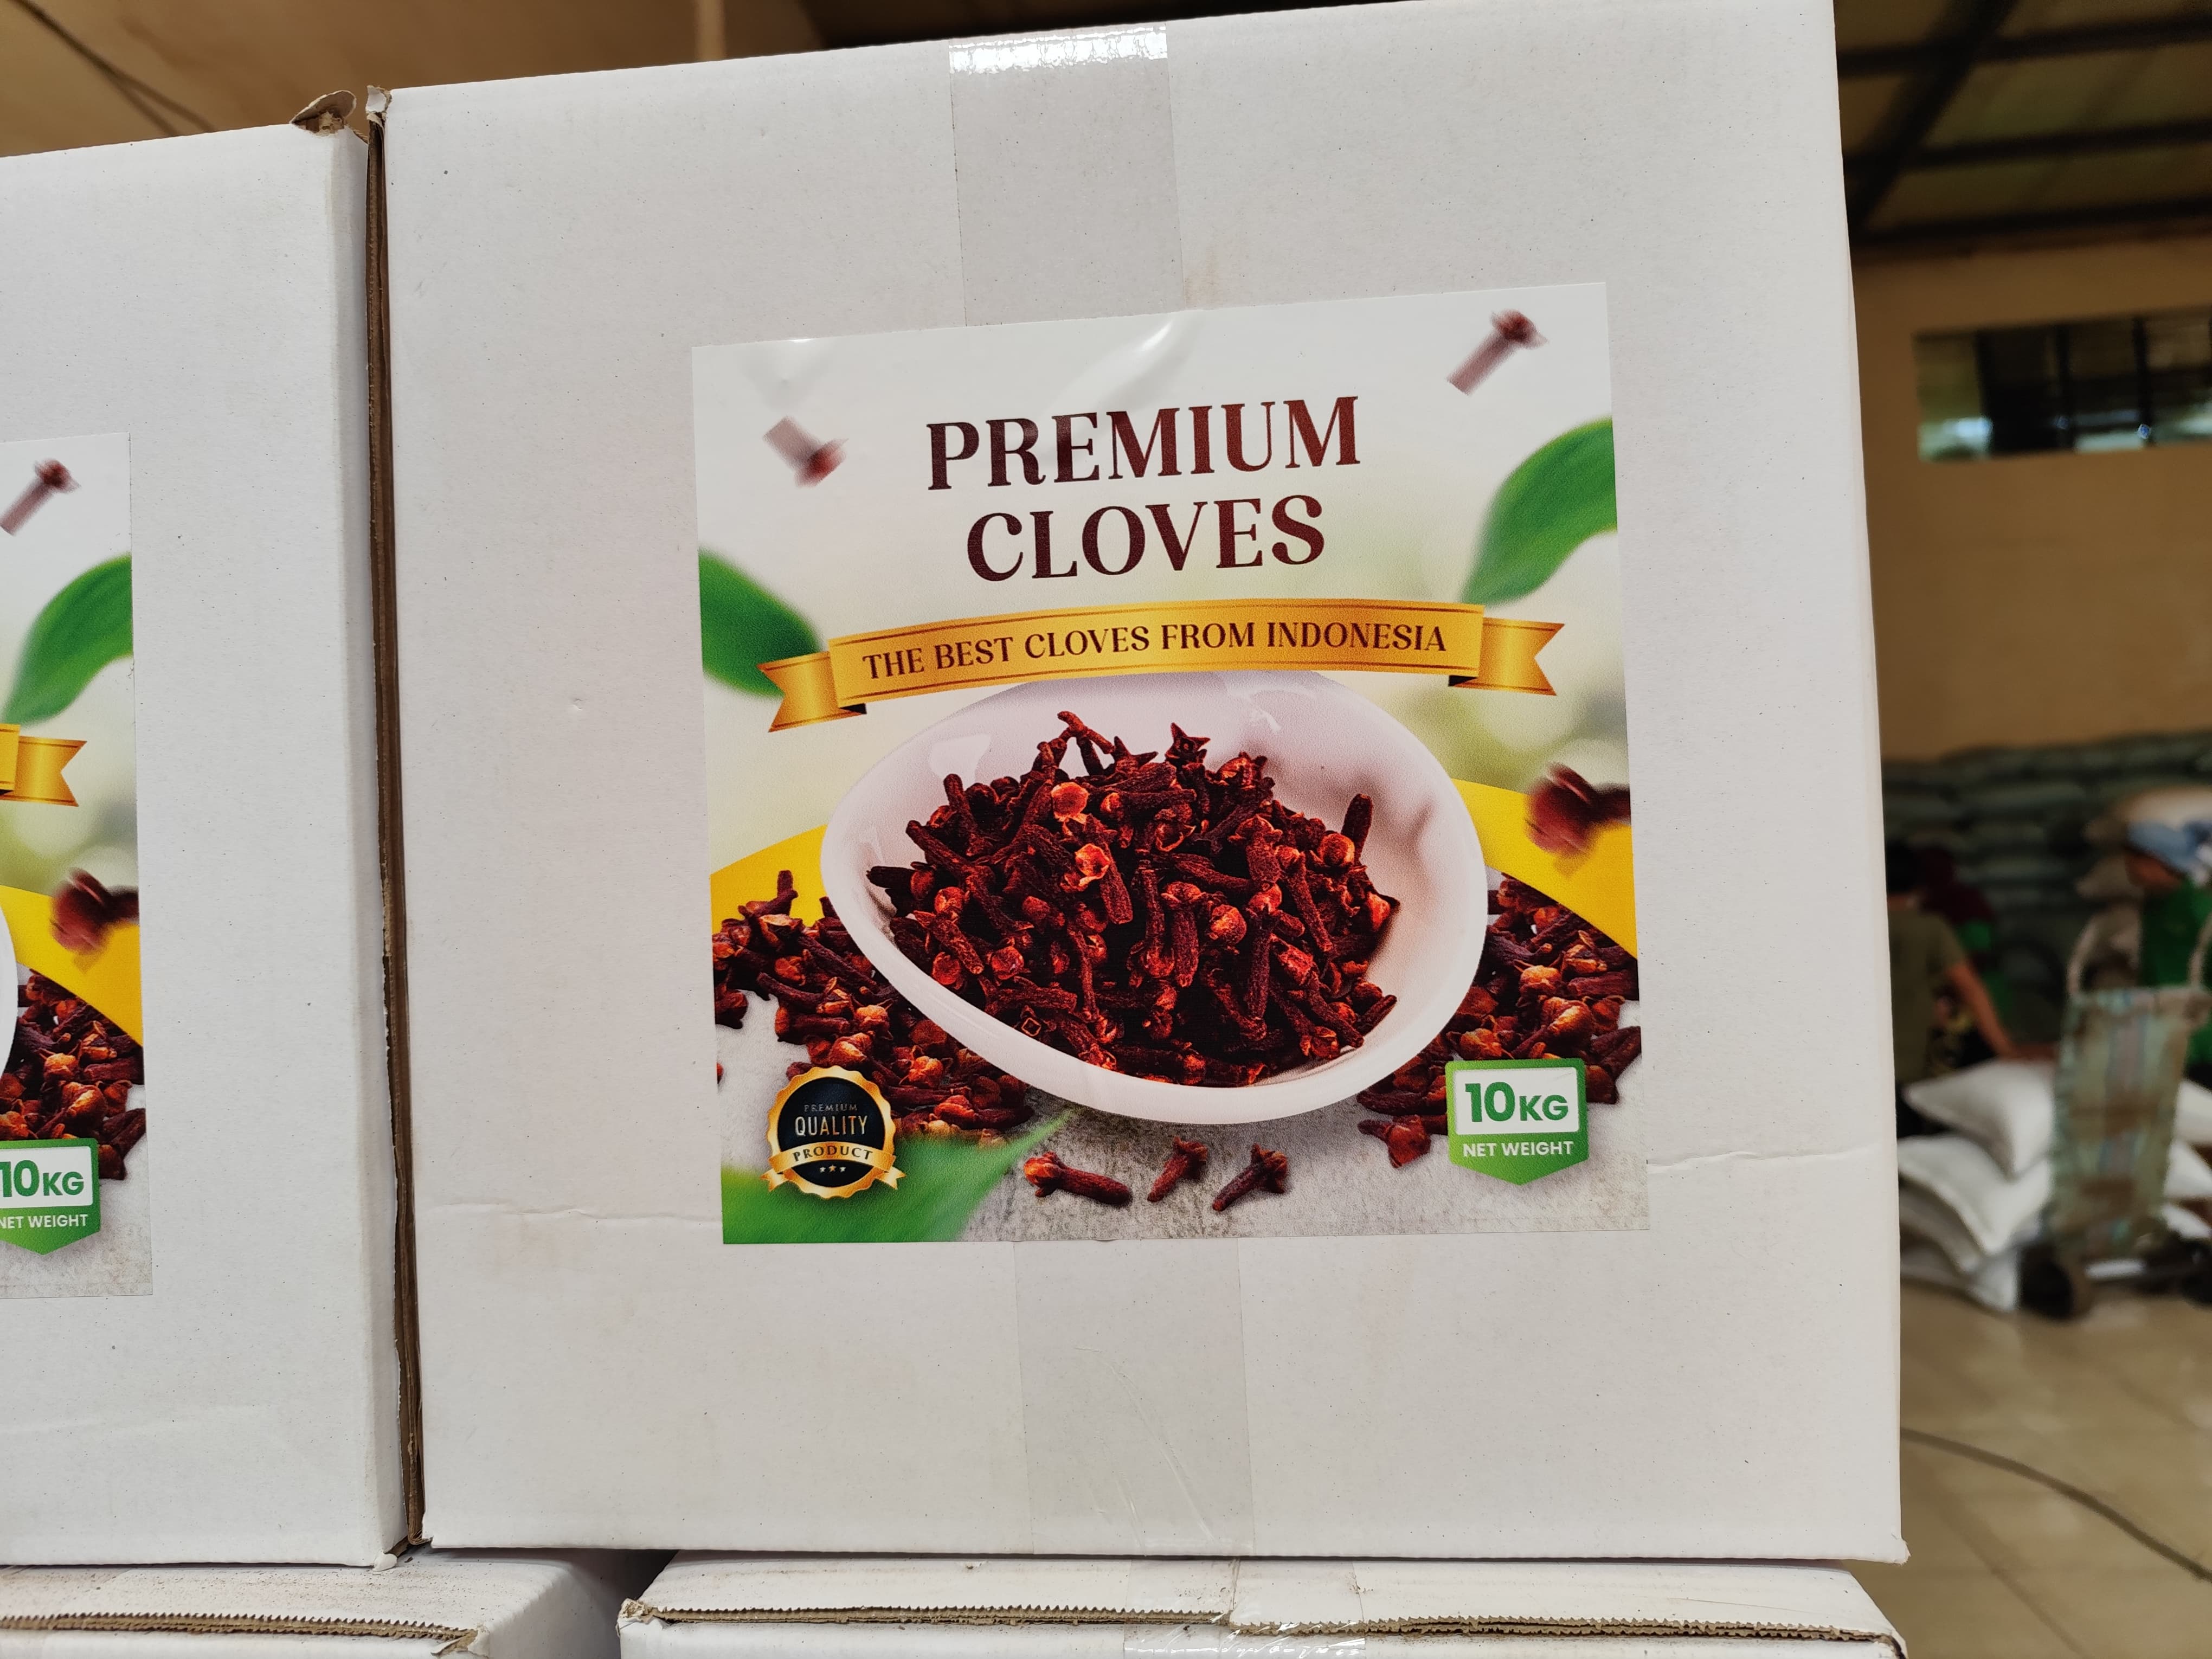 PREMIUM
CLOVES
THE BEST CLOVES FROM INDONESIA
PREMIUM
QUALITY
PRODUCT
10KG
NET WEIGHT
10KG
NET WEIGHT